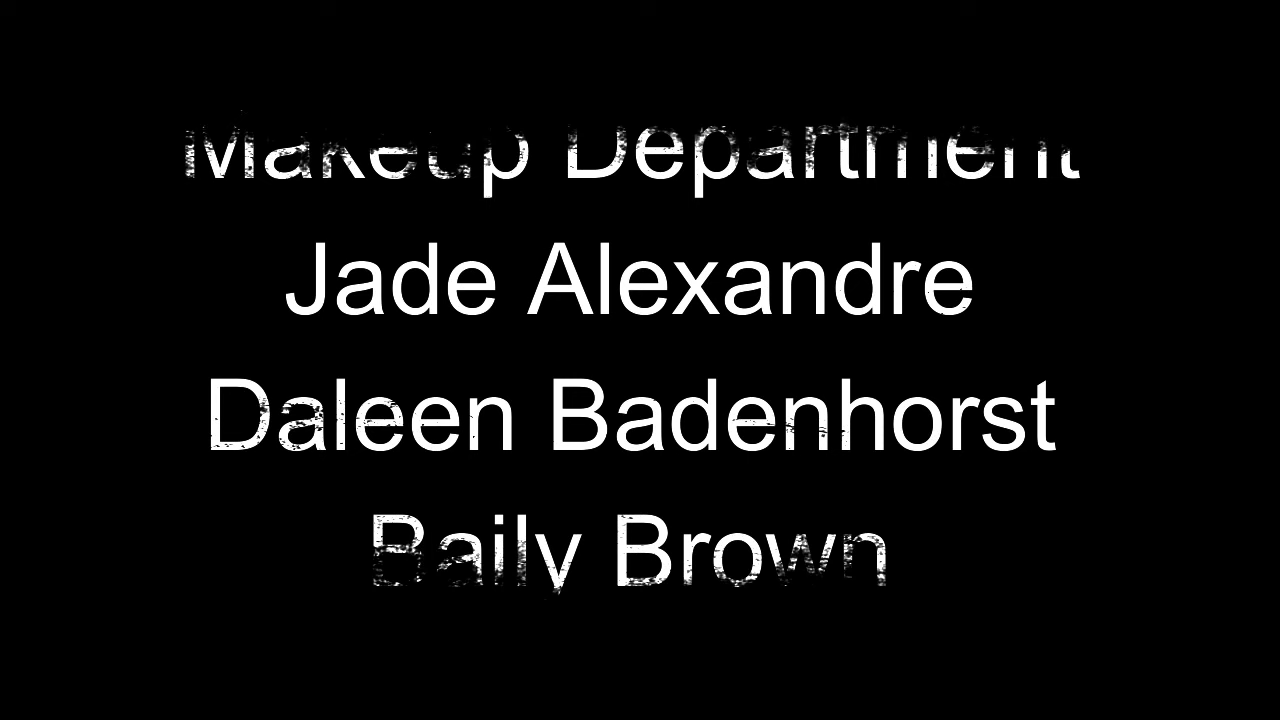 Makeup Department
Jade Alexandre
Daleen Badenhorst
Baily Brown